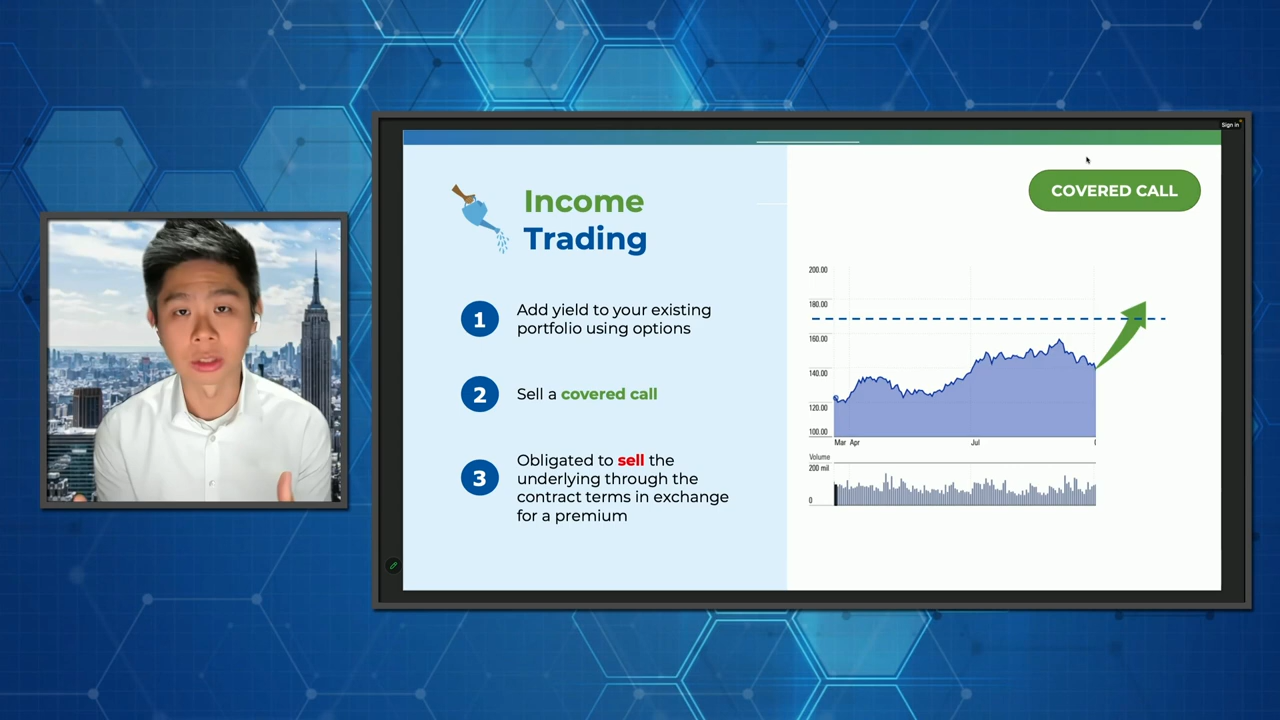 Sign in
Income
Trading
1
Add yield to your existing
portfolio using options
2
Sell a covered call
3
Obligated to sell the
underlying through the
contract terms in exchange
for a premium
COVERED CALL
200.00
180.00
160.00
140.00
120.00
100.00
Mar Apr
Jul
Volume
200 mil
0